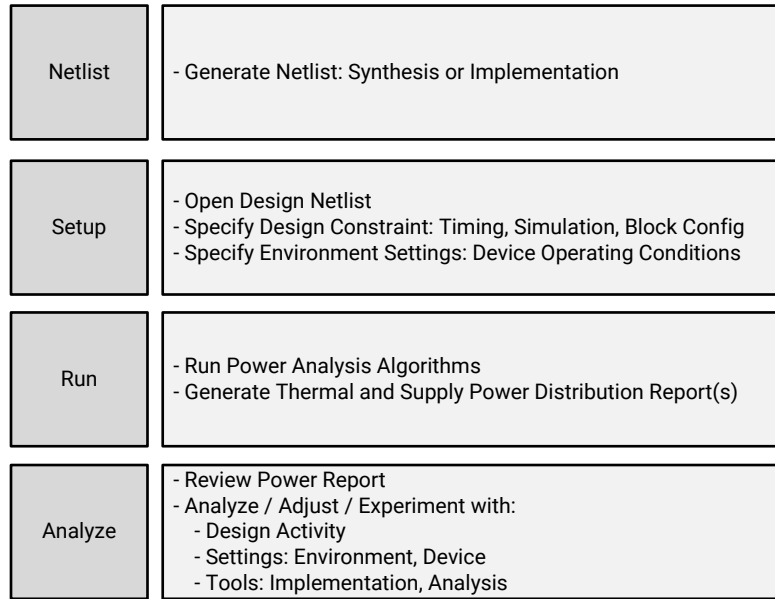 Netlist
- Generate Netlist: Synthesis or Implementation
Setup
- Open Design Netlist
- Specify Design Constraint: Timing, Simulation, Block Config
- Specify Environment Settings: Device Operating Conditions
Run
- Run Power Analysis Algorithms
- Generate Thermal and Supply Power Distribution Report(s)
Analyze
- Review Power Report
- Analyze / Adjust / Experiment with:
- Design Activity
- Settings: Environment, Device
- Tools: Implementation, Analysis